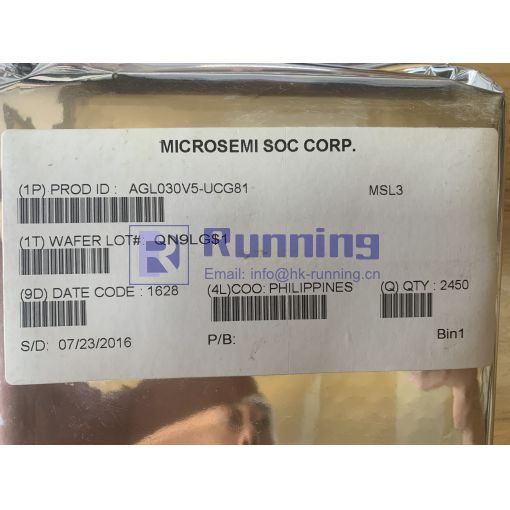 MICROSEMI SOC CORP.
(1P) PROD ID : AGL030V5-UCG81 MSL3
(1T) WAFER LOT#: QN9LG$1
R Running
Email: info@hk-running.cn
(9D) DATE CODE : 1628 (4L)COO: PHILIPPINES (Q) QTY : 2450
S/D: 07/23/2016 P/B: Bin1